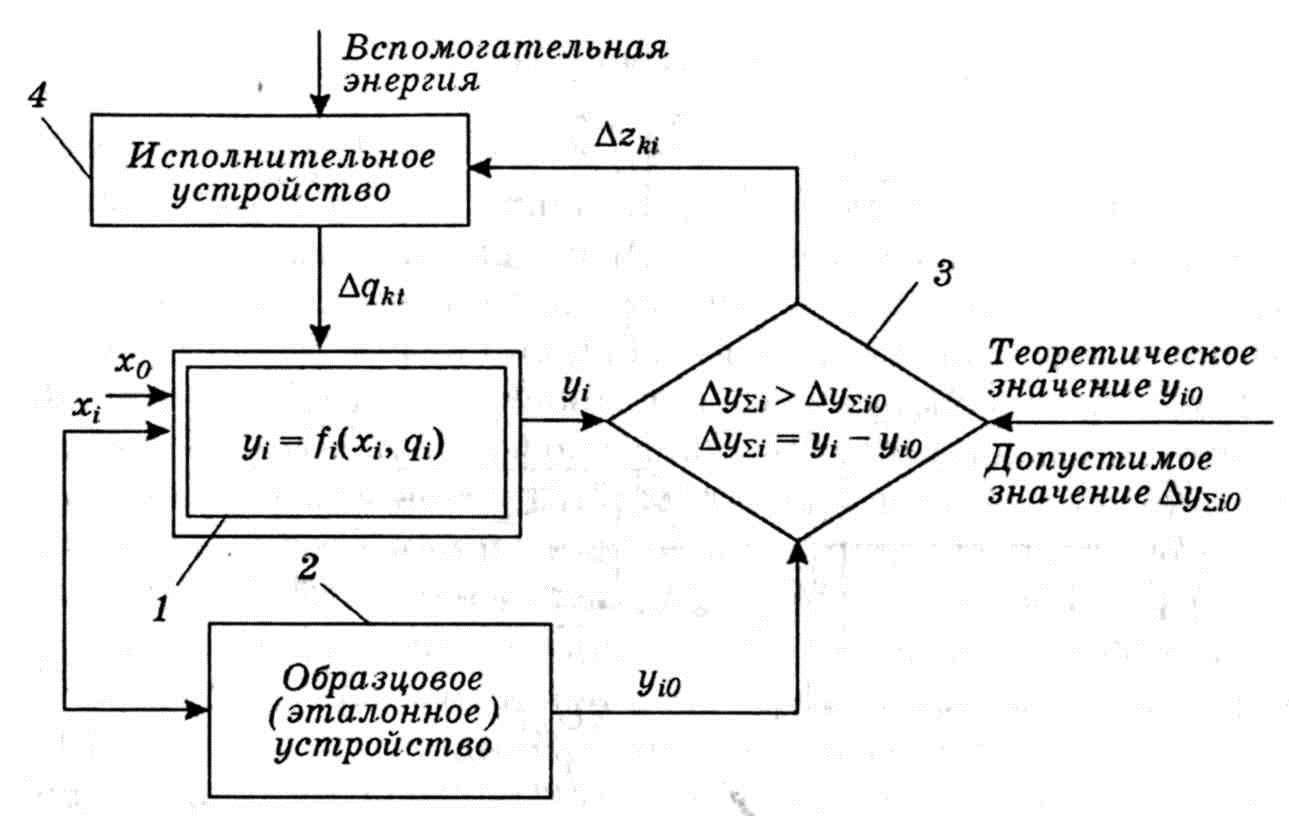 Вспомогательная
энергия
4
Исполнительное
устройство
Δz_ki
Δq_kt
3
x_0
x_i
y_i = f_i(x_i, q_i)
y_i
Δy_Σi > Δy_Σi0
Δy_Σi = y_i − y_i0
Теоретическое
значение y_i0
Допустимое
значение Δy_Σi0
1
2
Образцовое
(эталонное)
устройство
y_i0